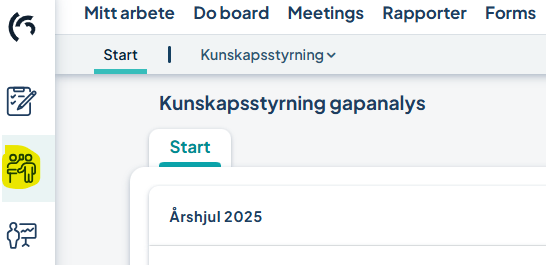 Mitt arbete Do board Meetings Rapporter Forms
Start | Kunskapsstyrning
Kunskapsstyrning gapanalys
Start
Årshjul 2025